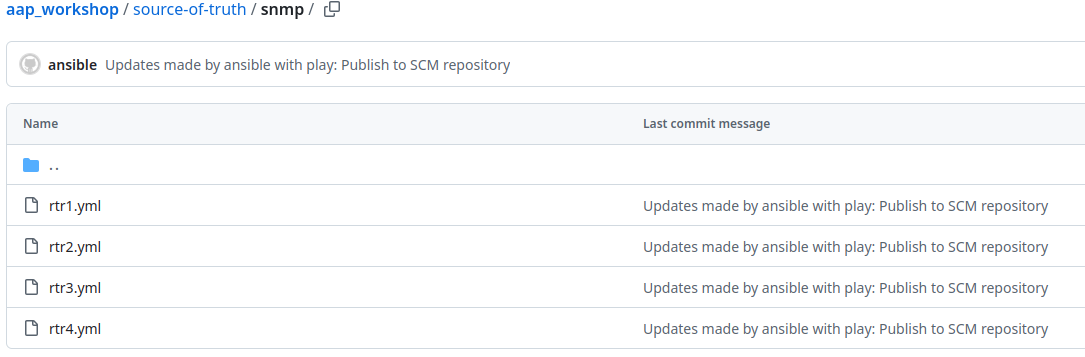 aap_workshop / source-of-truth / snmp /
ansible Updates made by ansible with play: Publish to SCM repository
Name Last commit message
..
rtr1.yml Updates made by ansible with play: Publish to SCM repository
rtr2.yml Updates made by ansible with play: Publish to SCM repository
rtr3.yml Updates made by ansible with play: Publish to SCM repository
rtr4.yml Updates made by ansible with play: Publish to SCM repository